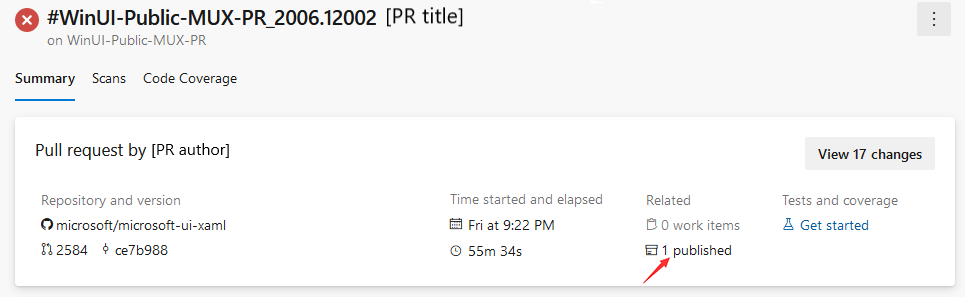 #WinUI-Public-MUX-PR_2006.12002 [PR title]
on WinUI-Public-MUX-PR
Summary Scans Code Coverage
Pull request by [PR author]
View 17 changes
Repository and version Time started and elapsed Related Tests and coverage
microsoft/microsoft-ui-xaml Fri at 9:22 PM 0 work items Get started
2584 ce7b988 55m 34s 1 published